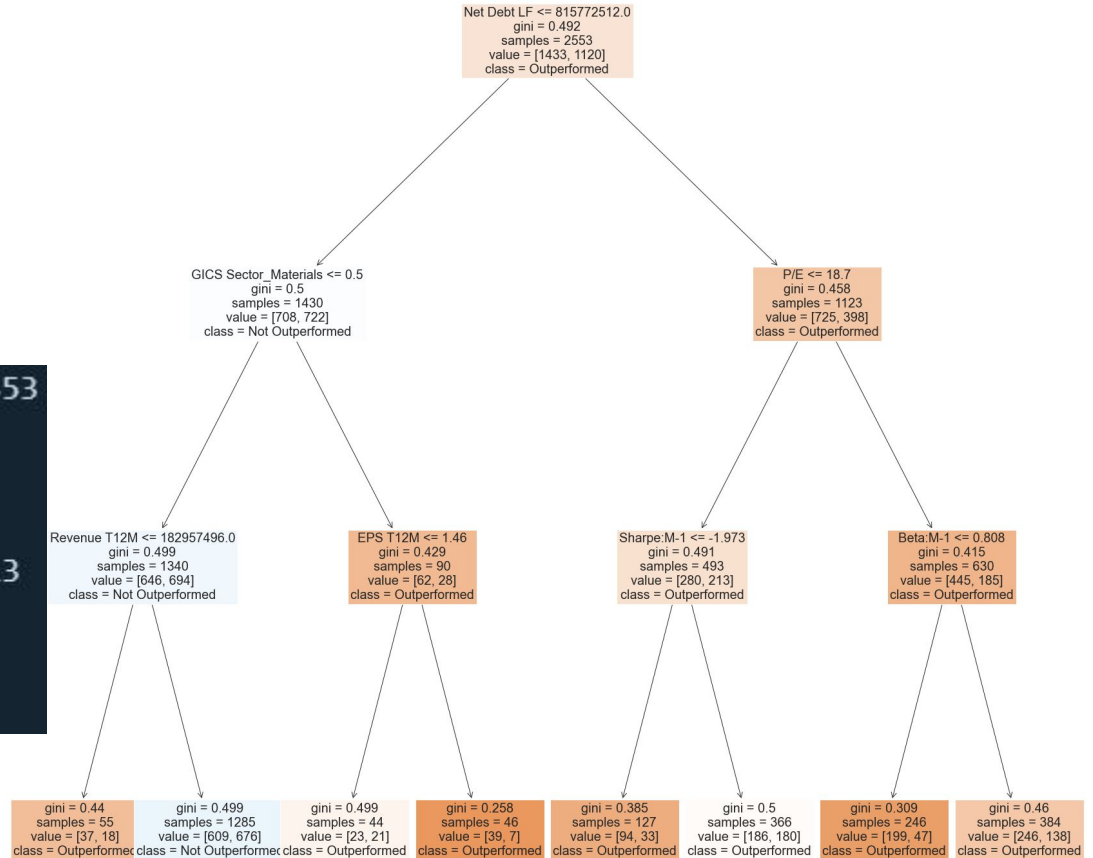 Net Debt LF <= 815772512.0
gini = 0.492
samples = 2553
value = [1433, 1120]
class = Outperformed
GICS Sector_Materials <= 0.5
gini = 0.5
samples = 1430
value = [708, 722]
class = Not Outperformed
P/E <= 18.7
gini = 0.458
samples = 1123
value = [725, 398]
class = Outperformed
53
3
Revenue T12M <= 182957496.0
gini = 0.499
samples = 1340
value = [646, 694]
class = Not Outperformed
EPS T12M <= 1.46
gini = 0.429
samples = 90
value = [62, 28]
class = Outperformed
Sharpe:M-1 <= -1.973
gini = 0.491
samples = 493
value = [280, 213]
class = Outperformed
Beta:M-1 <= 0.808
gini = 0.415
samples = 630
value = [445, 185]
class = Outperformed
gini = 0.44
samples = 55
value = [37, 18]
class = Outperformed
gini = 0.499
samples = 1285
value = [609, 676]
class = Not Outperformed
gini = 0.499
samples = 44
value = [23, 21]
class = Outperformed
gini = 0.258
samples = 46
value = [39, 7]
class = Outperformed
gini = 0.385
samples = 127
value = [94, 33]
class = Outperformed
gini = 0.5
samples = 366
value = [186, 180]
class = Outperformed
gini = 0.309
samples = 246
value = [199, 47]
class = Outperformed
gini = 0.46
samples = 384
value = [246, 138]
class = Outperformed